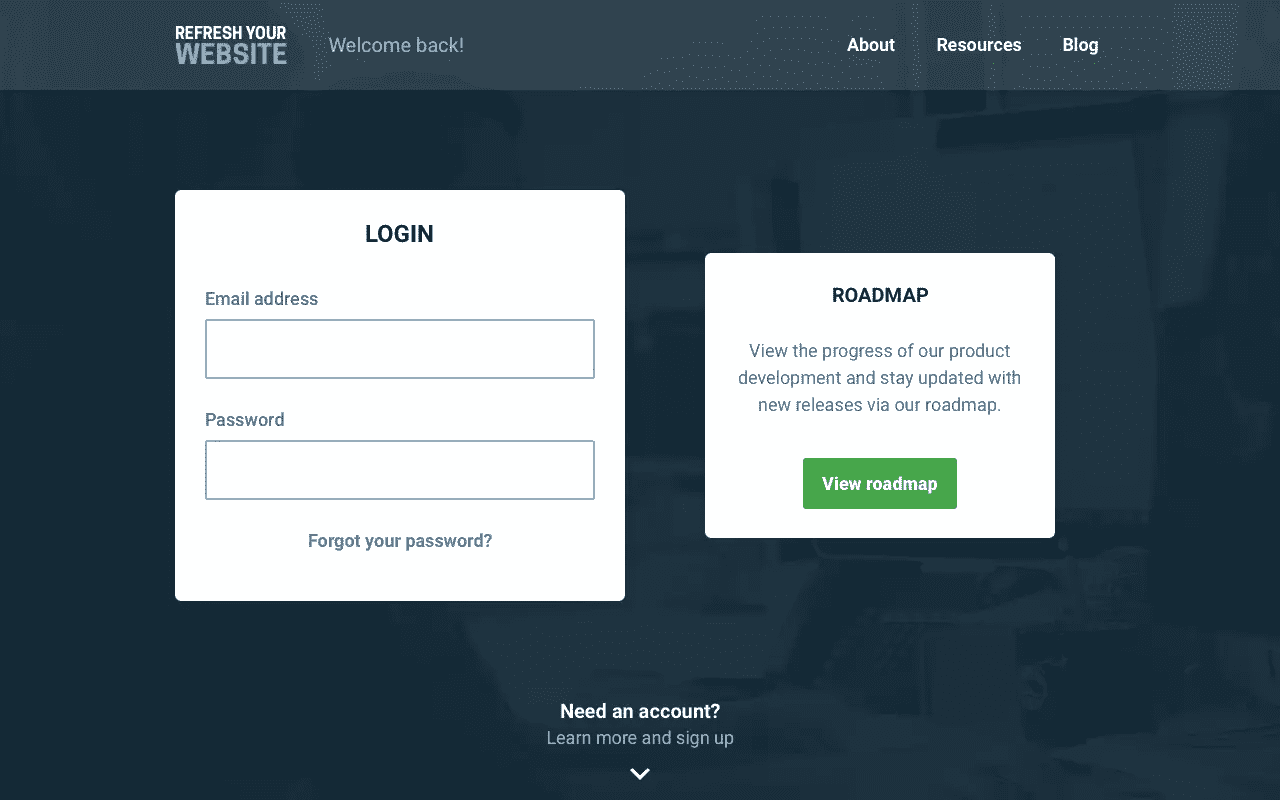 REFRESH YOUR
WEBSITE
Welcome back!
About
Resources
Blog
LOGIN
Email address
Password
Forgot your password?
ROADMAP
View the progress of our product
development and stay updated with
new releases via our roadmap.
View roadmap
Need an account?
Learn more and sign up